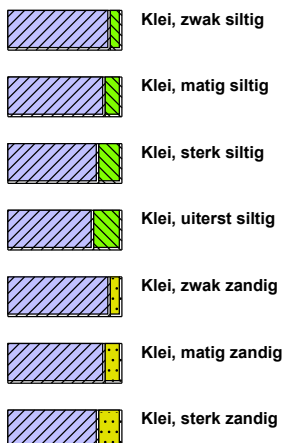 Klei, zwak siltig
Klei, matig siltig
Klei, sterk siltig
Klei, uiterst siltig
Klei, zwak zandig
Klei, matig zandig
Klei, sterk zandig